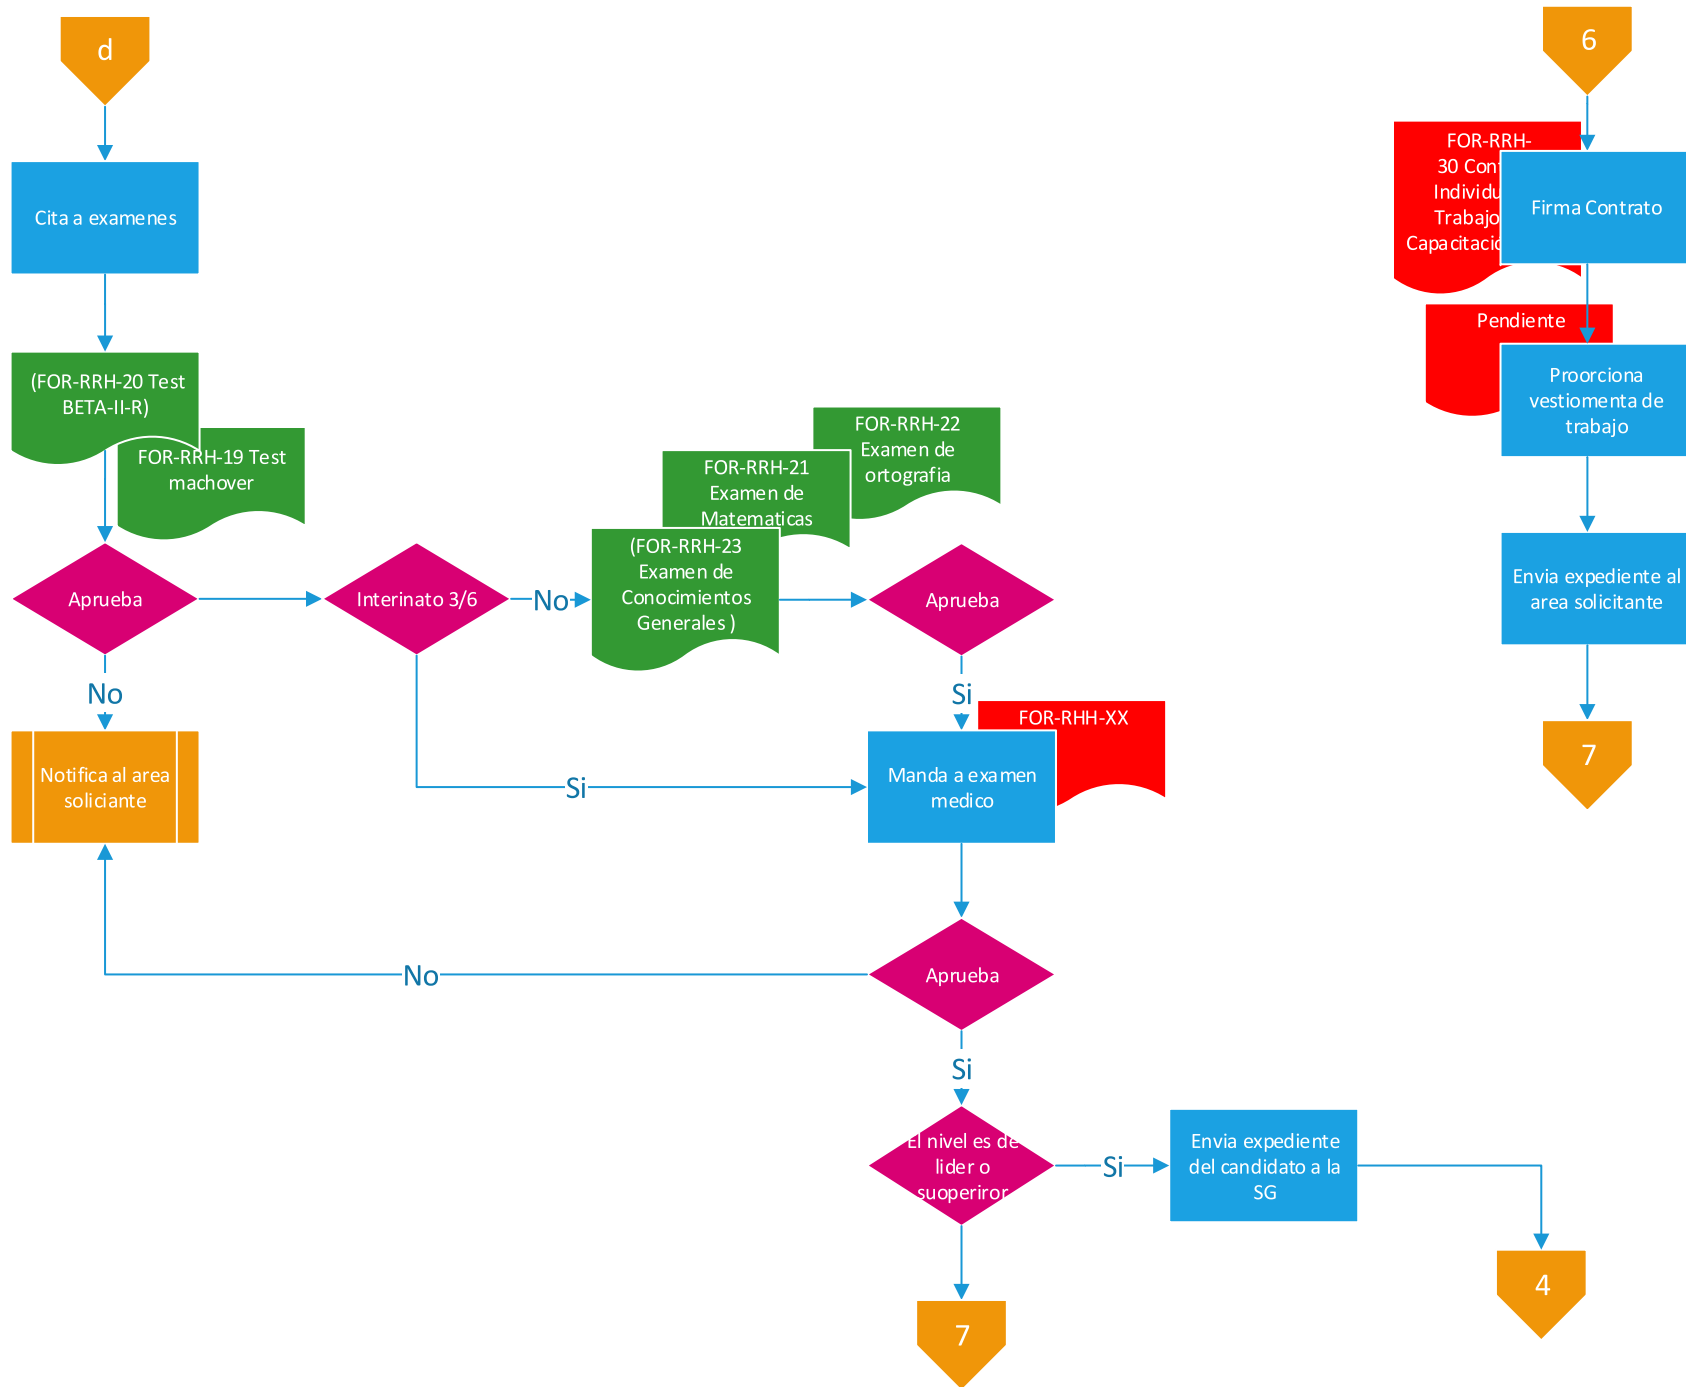 d
6
Cita a examenes
FOR-RRH-
30 Con
Individu
Trabajo
Capacitaci
Firma Contrato
Pendiente
Proorciona
vestiomenta de
trabajo
(FOR-RRH-20 Test
BETA-II-R)
FOR-RRH-19 Test
machover
FOR-RRH-22
Examen de
ortografia
FOR-RRH-21
Examen de
Matematicas
(FOR-RRH-23
Examen de
Conocimientos
Generales )
Aprueba
Interinato 3/6
No
Aprueba
Envia expediente al
area solicitante
No
Si
FOR-RHH-XX
Notifica al area
soliciante
Si
Manda a examen
medico
7
No
Aprueba
Si
El nivel es de
lider o
suoperiror
Si
Envia expediente
del candidato a la
SG
4
7